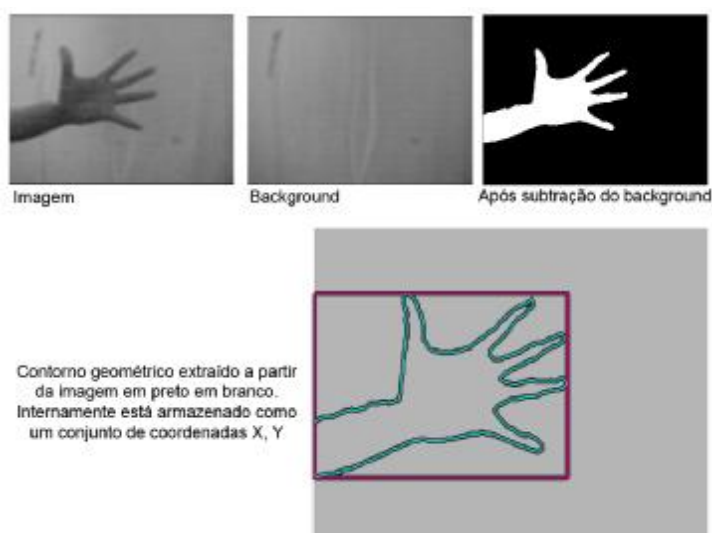 Imagem
Background
Após subtração do background
Contorno geométrico extraído a partir
da imagem em preto em branco.
Internamente está armazenado como
um conjunto de coordenadas X, Y